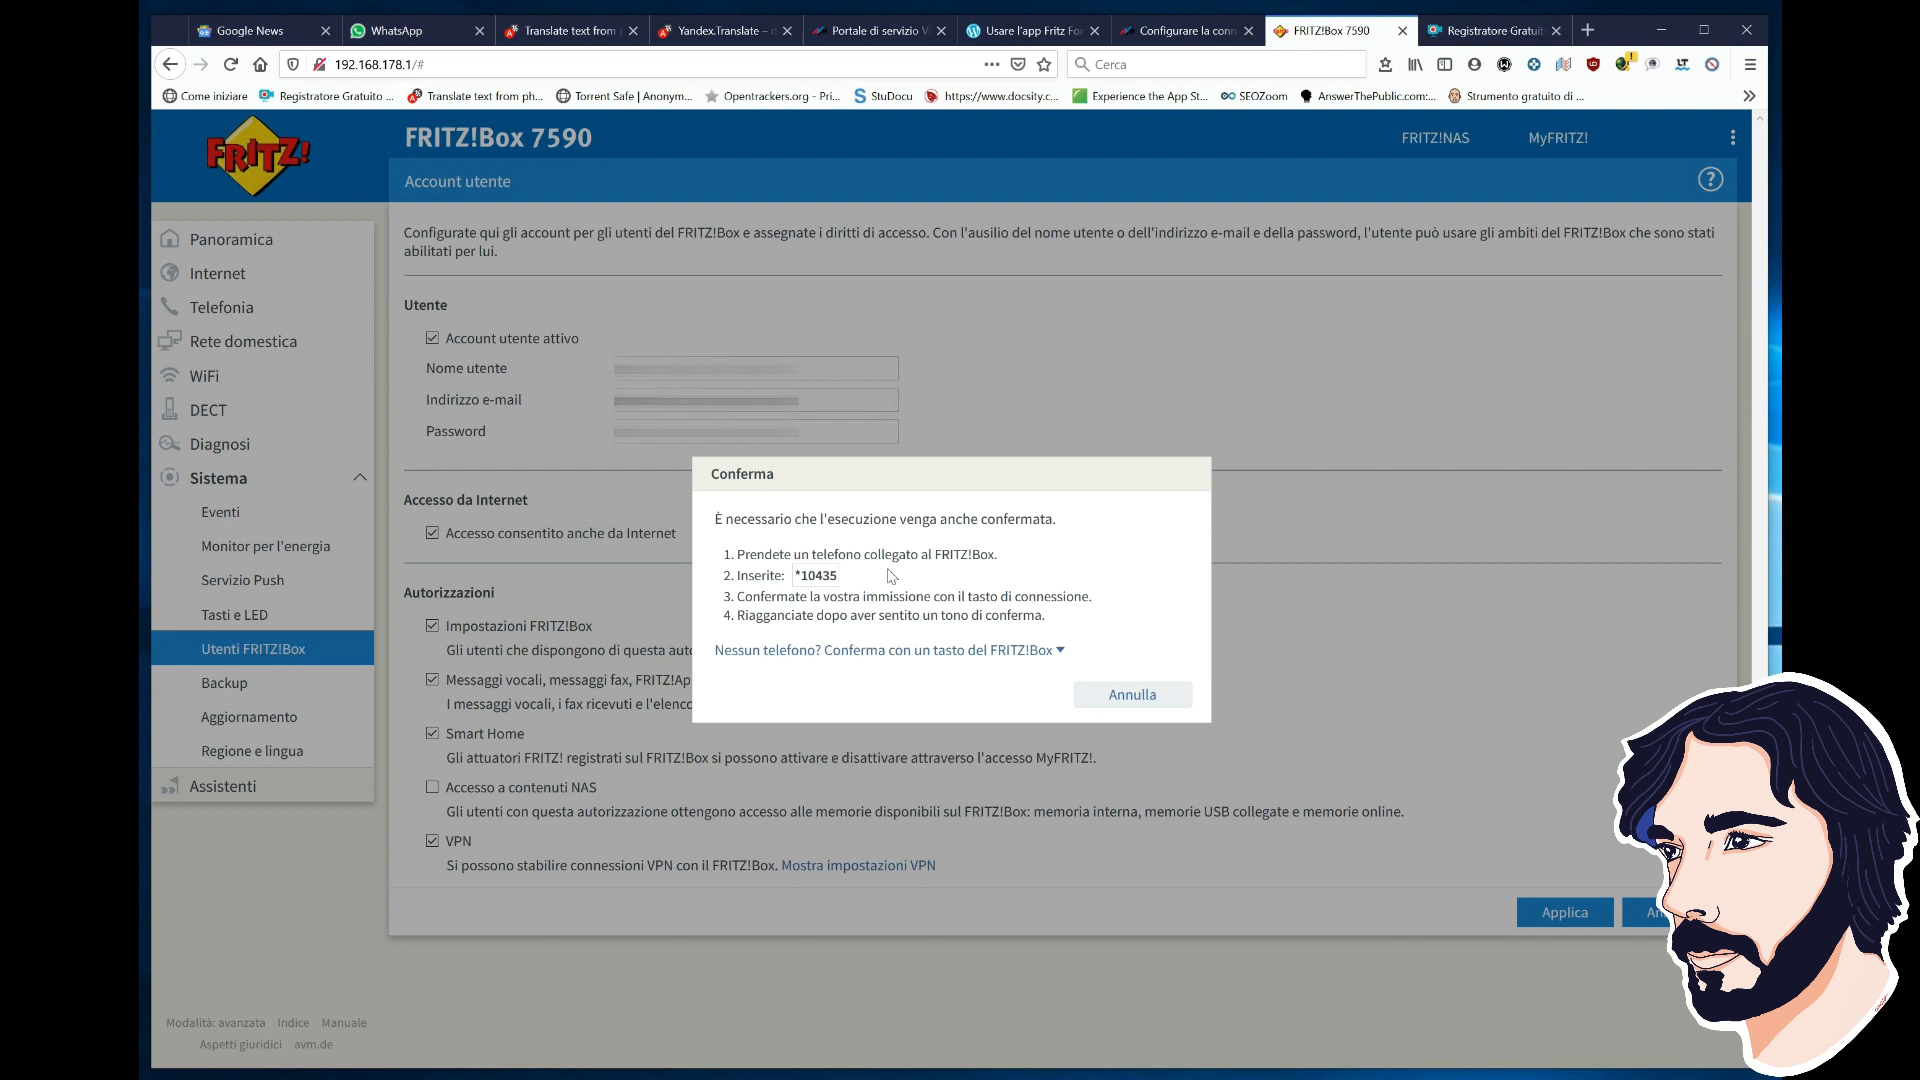 Google News
WhatsApp
Translate text from
Yandex.Translate – d
Portale di servizio V
Usare l'app Fritz Fo
Configurare la conn
FRITZ!Box 7590
Registratore Gratuit
192.168.178.1/#
Cerca
Come iniziare
Registratore Gratuito ...
Translate text from ph...
Torrent Safe | Anonym...
Opentrackers.org - Pri...
StuDocu
https://www.docsity.c...
Experience the App St...
SEOZoom
AnswerThePublic.com:...
Strumento gratuito di ...
FRITZ!
FRITZ!Box 7590
FRITZ!NAS
MyFRITZ!
Account utente
Configurate qui gli account per gli utenti del FRITZ!Box e assegnate i diritti di accesso. Con l'ausilio del nome utente o dell'indirizzo e-mail e della password, l'utente può usare gli ambiti del FRITZ!Box che sono stati
abilitati per lui.
Panoramica
Internet
Telefonia
Rete domestica
WiFi
DECT
Diagnosi
Sistema
Eventi
Monitor per l'energia
Servizio Push
Tasti e LED
Utenti FRITZ!Box
Backup
Aggiornamento
Regione e lingua
Assistenti
Utente
Account utente attivo
Nome utente
Indirizzo e-mail
Password
Accesso da Internet
Accesso consentito anche da Internet
Autorizzazioni
Impostazioni FRITZ!Box
Gli utenti che dispongono di questa auto
Messaggi vocali, messaggi fax, FRITZ!Ap
I messaggi vocali, i fax ricevuti e l'elenco
Smart Home
Gli attuatori FRITZ! registrati sul FRITZ!Box si possono attivare e disattivare attraverso l'accesso MyFRITZ!.
Accesso a contenuti NAS
Gli utenti con questa autorizzazione ottengono accesso alle memorie disponibili sul FRITZ!Box: memoria interna, memorie USB collegate e memorie online.
VPN
Si possono stabilire connessioni VPN con il FRITZ!Box. Mostra impostazioni VPN
Conferma
È necessario che l'esecuzione venga anche confermata.
1. Prendete un telefono collegato al FRITZ!Box.
2. Inserite: *10435
3. Confermate la vostra immissione con il tasto di connessione.
4. Riagganciate dopo aver sentito un tono di conferma.
Nessun telefono? Conferma con un tasto del FRITZ!Box
Annulla
Applica
Modalità: avanzata Indice Manuale
Aspetti giuridici avm.de